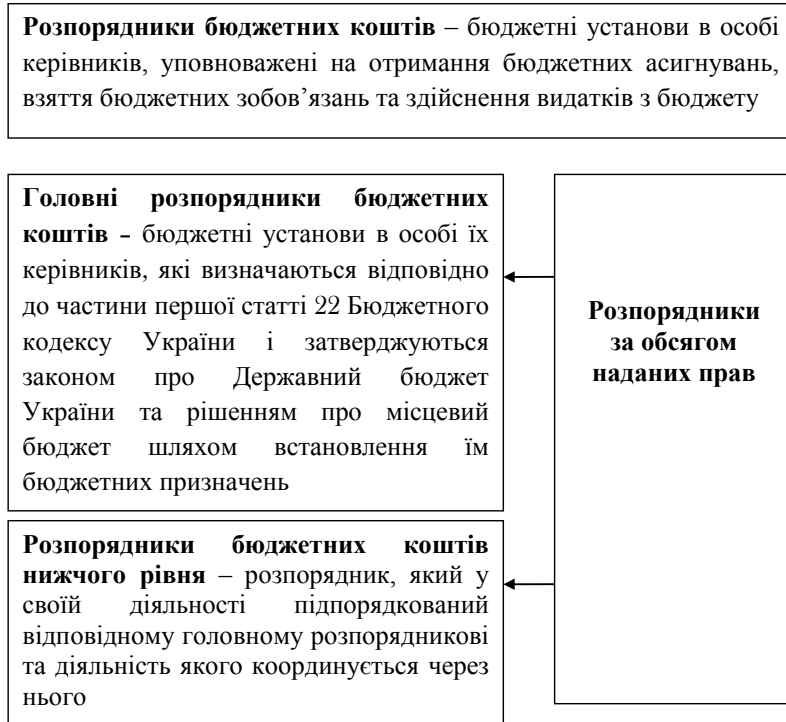 Розпорядники бюджетних коштів – бюджетні установи в особі
керівників, уповноважені на отримання бюджетних асигнувань,
взяття бюджетних зобов’язань та здійснення видатків з бюджету
Головні розпорядники бюджетних
коштів – бюджетні установи в особі їх
керівників, які визначаються відповідно
до частини першої статті 22 Бюджетного
кодексу України і затверджуються
законом про Державний бюджет
України та рішенням про місцевий
бюджет шляхом встановлення їм
бюджетних призначень
Розпорядники
за обсягом
наданих прав
Розпорядники бюджетних коштів
нижчого рівня – розпорядник, який у
своїй діяльності підпорядкований
відповідному головному розпорядникові
та діяльність якого координується через
нього